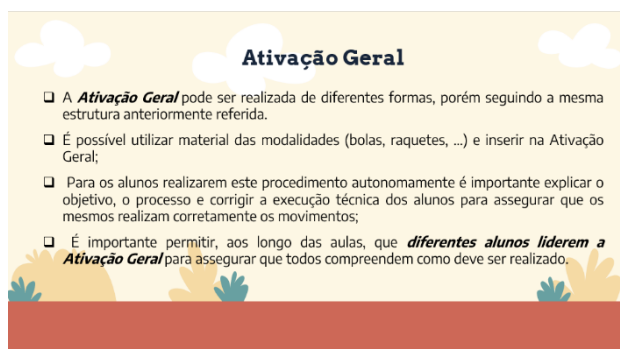 Ativação Geral
❑ A Ativação Geral pode ser realizada de diferentes formas, porém seguindo a mesma
estrutura anteriormente referida.
❑ É possível utilizar material das modalidades (bolas, raquetes, ...) e inserir na Ativação
Geral;
❑ Para os alunos realizarem este procedimento autonomamente é importante explicar o
objetivo, o processo e corrigir a execução técnica dos alunos para assegurar que os
mesmos realizam corretamente os movimentos;
❑ É importante permitir, aos longo das aulas, que diferentes alunos liderem a
Ativação Geral para assegurar que todos compreendem como deve ser realizado.